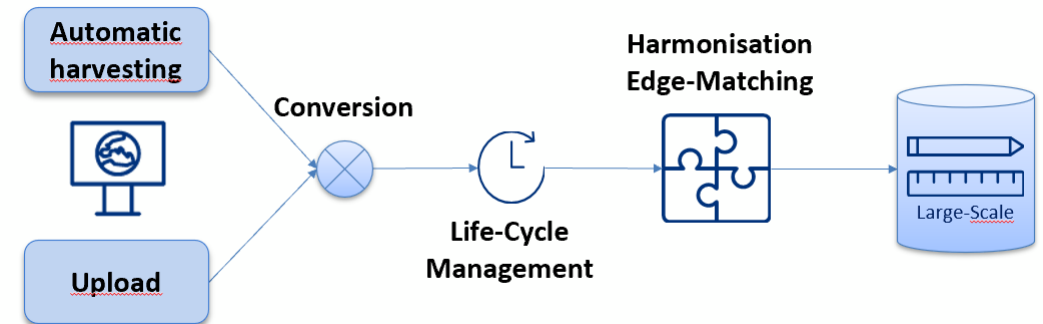 Automatic
harvesting
Conversion
Harmonisation
Edge-Matching
Large-Scale
Life-Cycle
Management
Upload